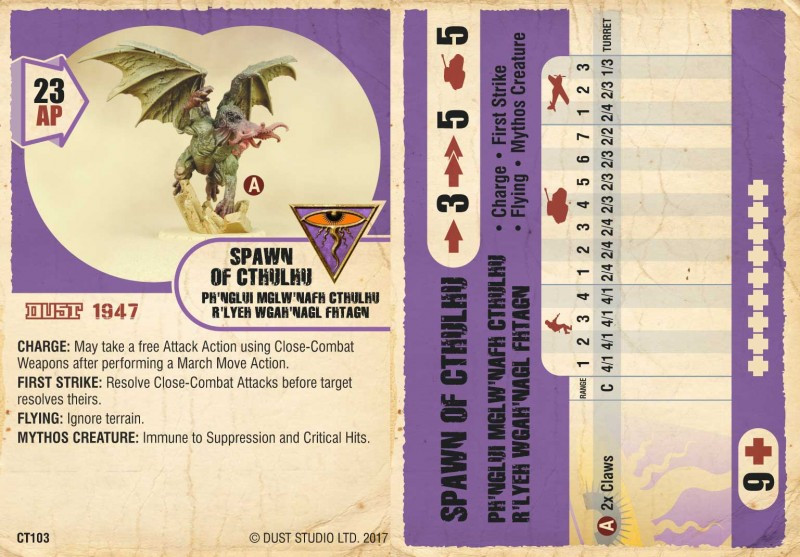 23
AP
A
SPAWN
OF CTHULHU
PH'NGLUI MGLW'NAFH CTHULHU
R'LYEH WGAH'NAGL FHTAGN
DUST 1947
CHARGE: May take a free Attack Action using Close-Combat
Weapons after performing a March Move Action.
FIRST STRIKE: Resolve Close-Combat Attacks before target
resolves theirs.
FLYING: Ignore terrain.
MYTHOS CREATURE: Immune to Suppression and Critical Hits.
CT103
© DUST STUDIO LTD. 2017
SPAWN OF CTHULHU
PH'NGLUI MGLW'NAFH CTHULHU
R'LYEH WGAH'NAGL FHTAGN
3 5 5
• Charge • First Strike
• Flying • Mythos Creature
RANGE 1 2 3 4 1 2 3 4 5 6 7 1 2 3 TURRET
A 2x Claws C 4/1 4/1 4/1 4/1 2/4 2/4 2/4 2/3 2/3 2/3 2/2 2/4 2/3 1/3
9